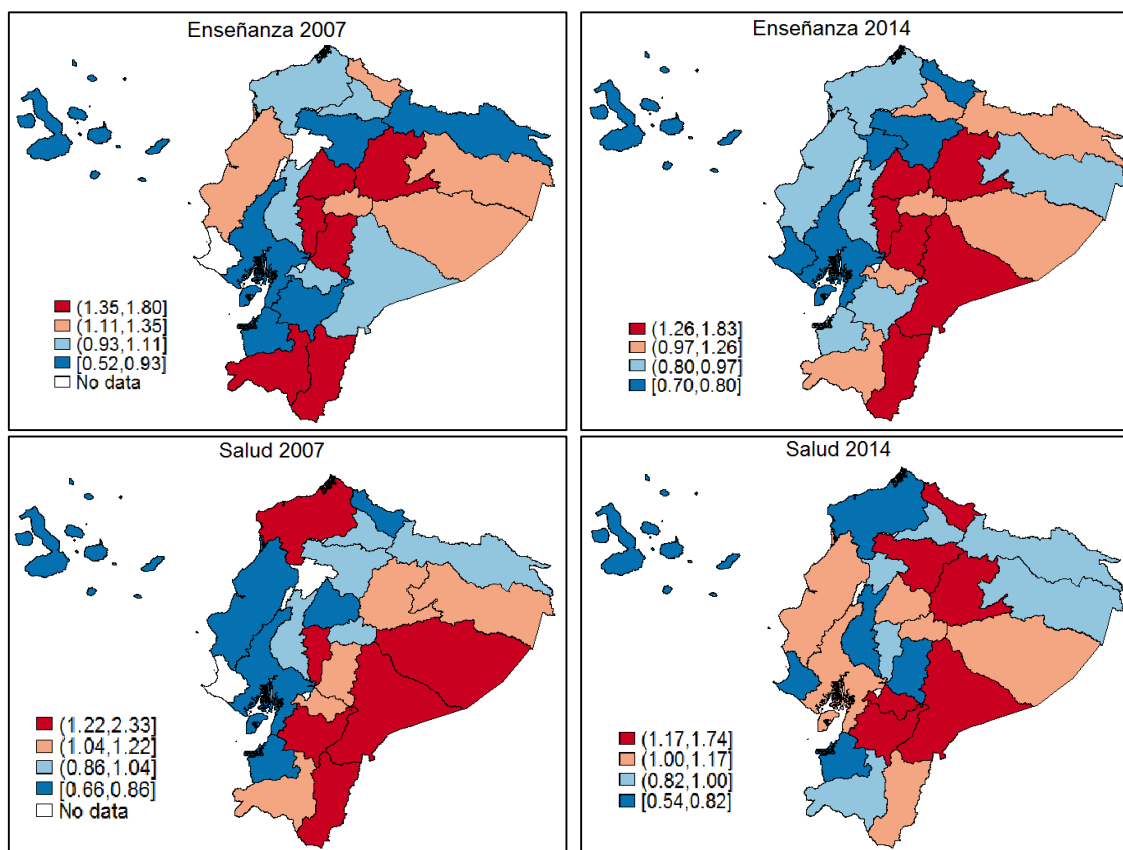 Enseñanza 2007
(1.35,1.80]
(1.11,1.35]
(0.93,1.11]
[0.52,0.93]
No data
Enseñanza 2014
(1.26,1.83]
(0.97,1.26]
(0.80,0.97]
[0.70,0.80]
Salud 2007
(1.22,2.33]
(1.04,1.22]
(0.86,1.04]
[0.66,0.86]
No data
Salud 2014
(1.17,1.74]
(1.00,1.17]
(0.82,1.00]
[0.54,0.82]